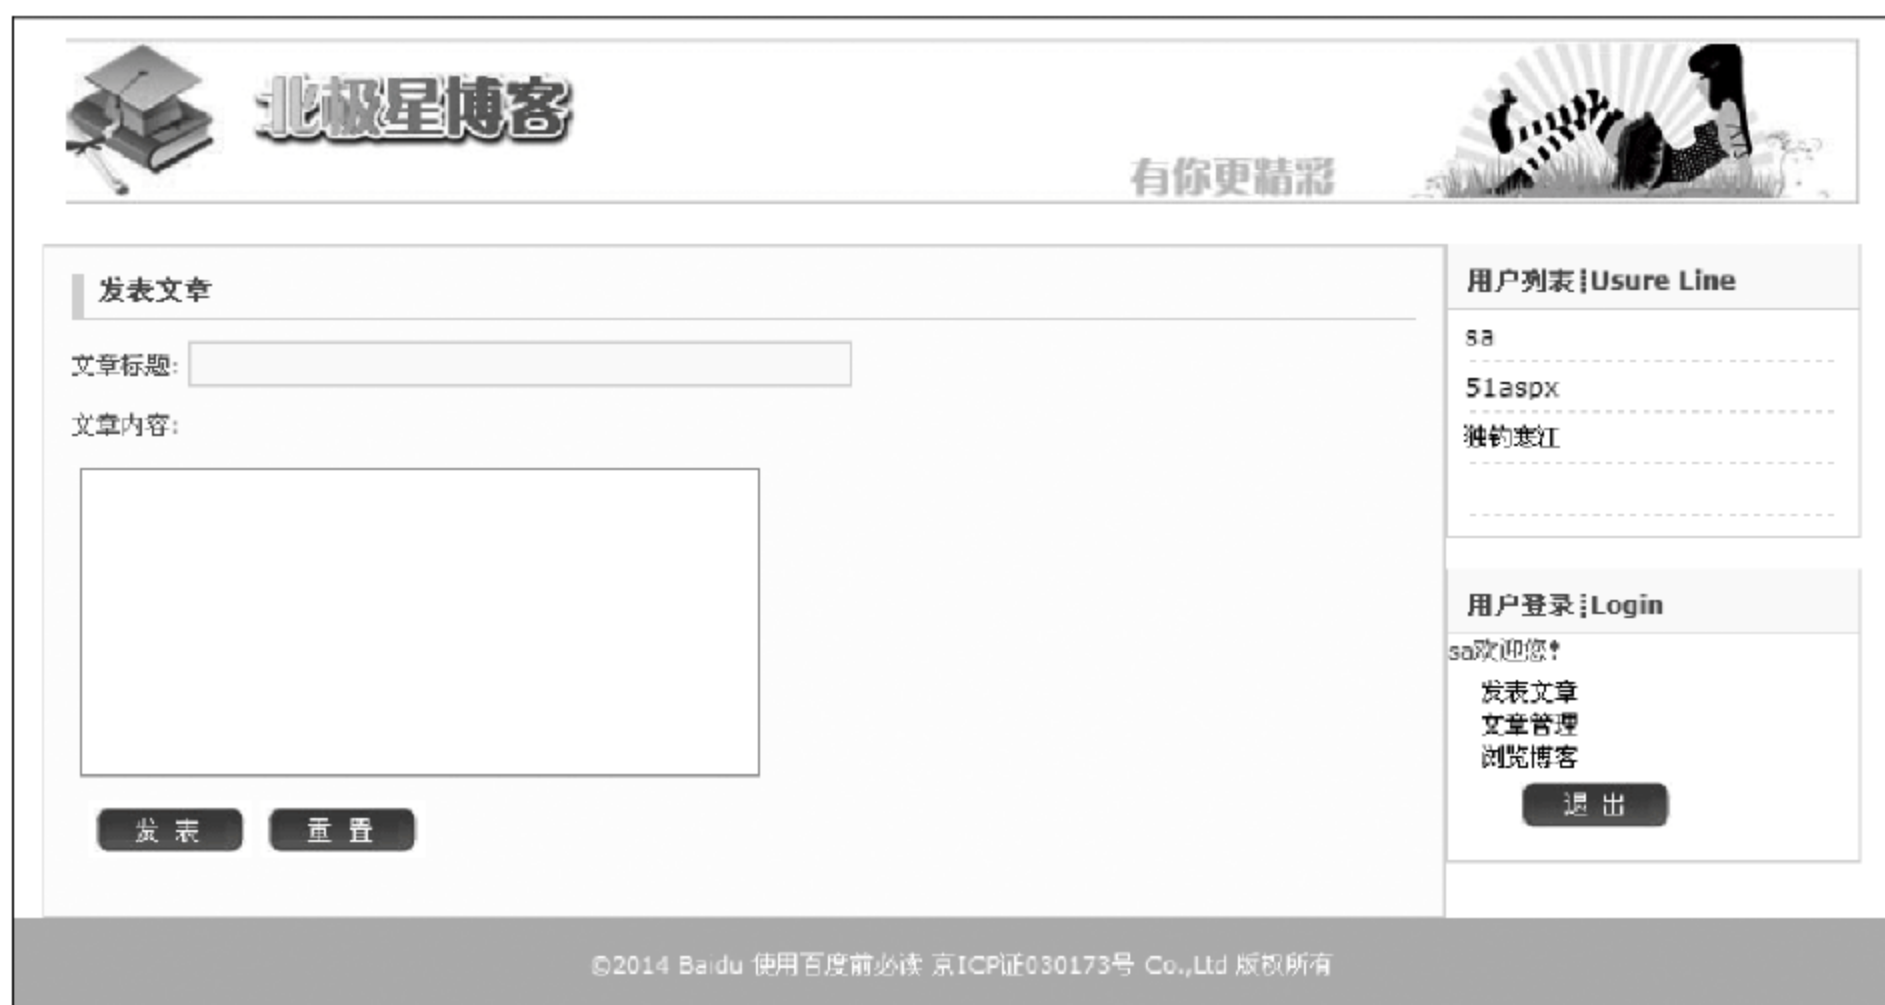 北极星博客
有你更精彩
发表文章
文章标题:
文章内容:
发 表
重 置
用户列表┇Usure Line
sa
51aspx
独钓寒江
用户登录┇Login
sa欢迎您!
发表文章
文章管理
浏览博客
退 出
©2014 Baidu 使用百度前必读 京ICP证030173号 Co.,Ltd 版权所有